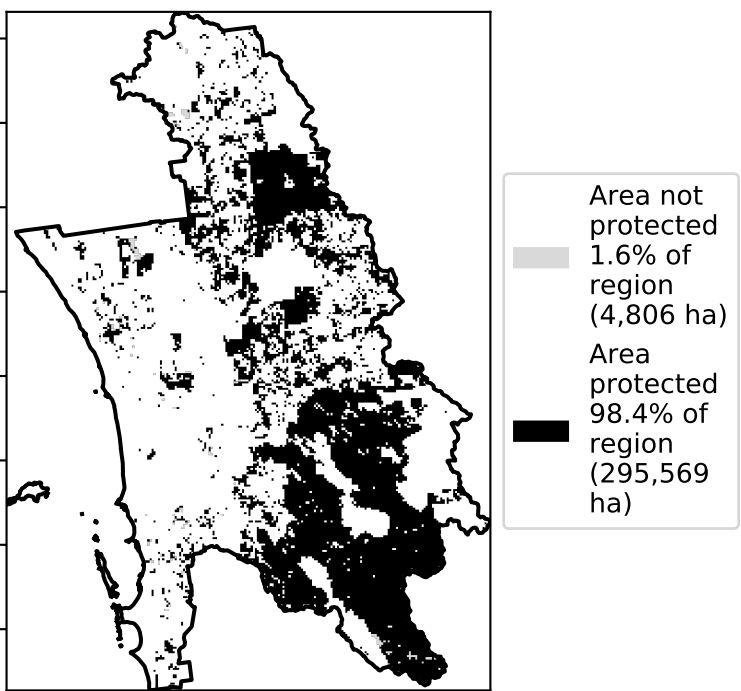 Area not
protected
1.6% of
region
(4,806 ha)
Area
protected
98.4% of
region
(295,569
ha)